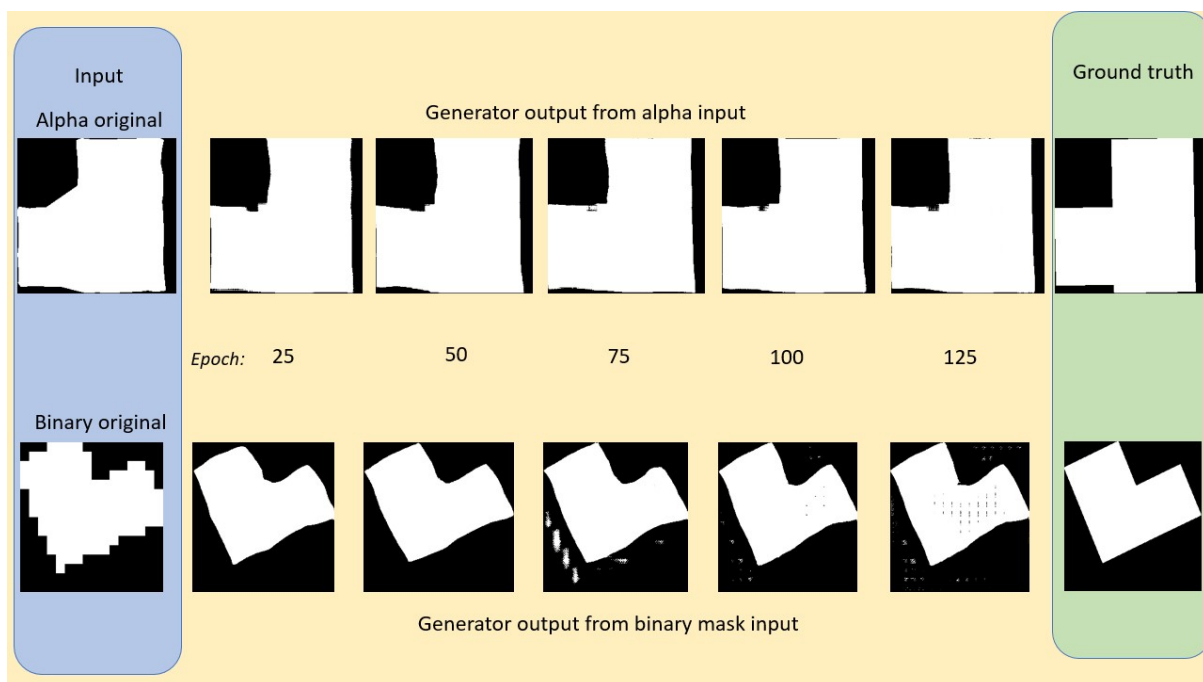 Input
Ground truth
Alpha original
Generator output from alpha input
Epoch: 25 50 75 100 125
Binary original
Generator output from binary mask input